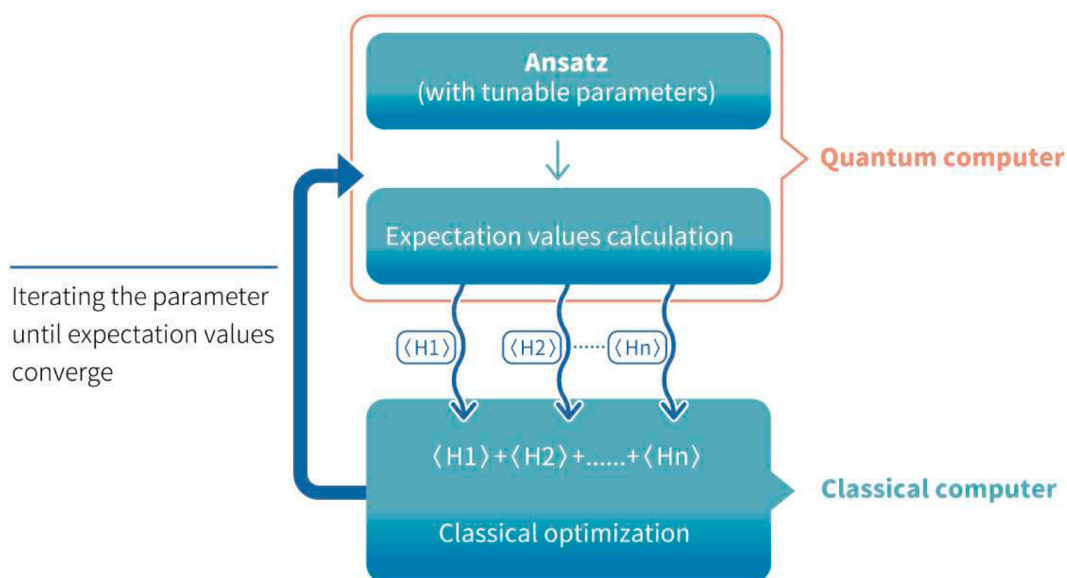 Ansatz
(with tunable parameters)
Quantum computer
Expectation values calculation
Iterating the parameter
until expectation values
converge
⟨H1⟩ ⟨H2⟩ ...... ⟨Hn⟩
⟨H1⟩+⟨H2⟩+......+⟨Hn⟩
Classical computer
Classical optimization